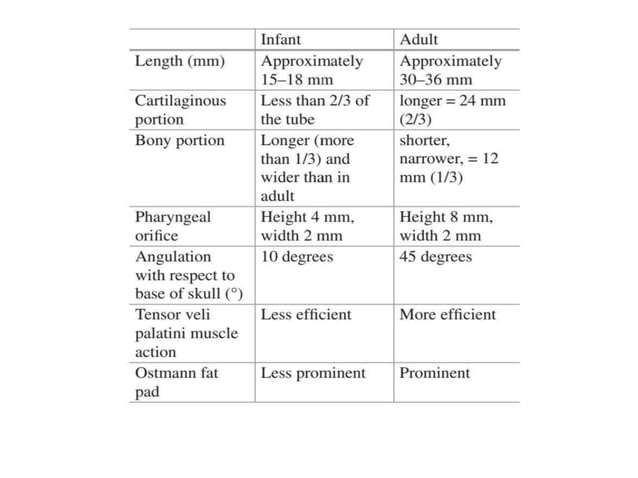 Infant Adult
Length (mm) Approximately Approximately
15–18 mm 30–36 mm
Cartilaginous Less than 2/3 of longer = 24 mm
portion the tube (2/3)
Bony portion Longer (more shorter,
than 1/3) and narrower, = 12
wider than in mm (1/3)
adult
Pharyngeal Height 4 mm, Height 8 mm,
orifice width 2 mm width 2 mm
Angulation 10 degrees 45 degrees
with respect to
base of skull (°)
Tensor veli Less efficient More efficient
palatini muscle
action
Ostmann fat Less prominent Prominent
pad